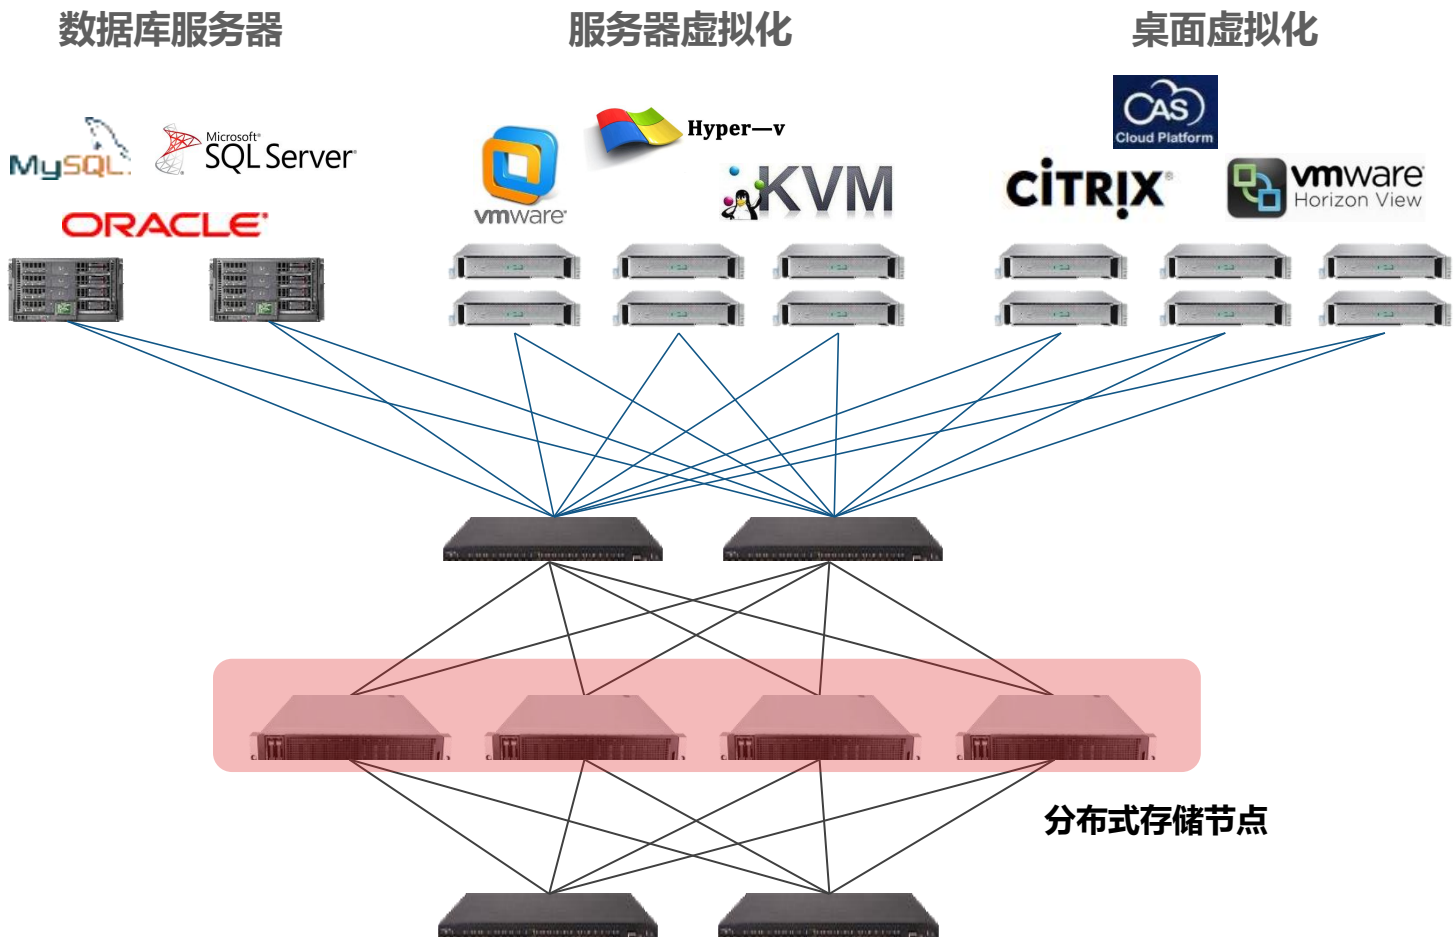 数据库服务器
服务器虚拟化
桌面虚拟化
MySQL.
Microsoft®
SQL Server®
ORACLE®
vmware®
Hyper—v
KVM
CAS
Cloud Platform
CİTRIX®
vmware®
Horizon View
分布式存储节点